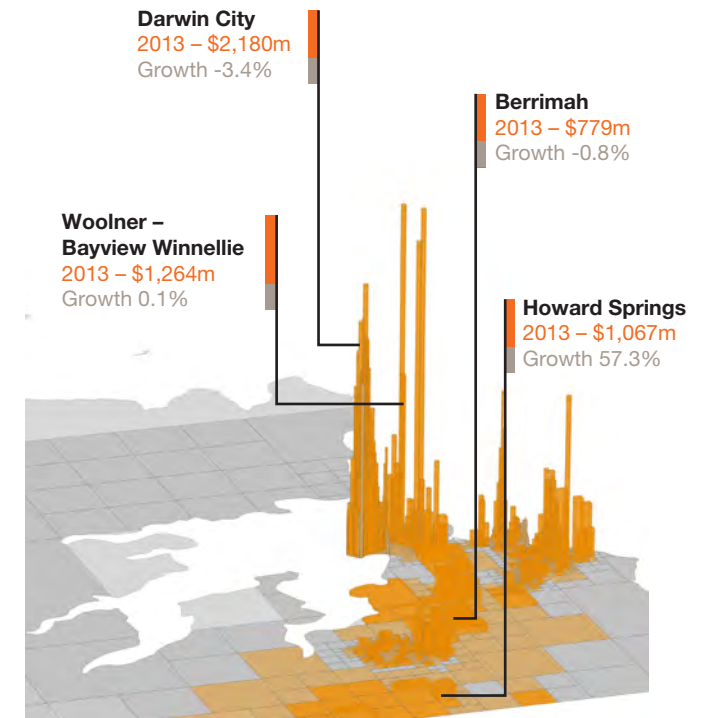 Darwin City
2013 – $2,180m
Growth -3.4%
Berrimah
2013 – $779m
Growth -0.8%
Woolner –
Bayview Winnellie
2013 – $1,264m
Growth 0.1%
Howard Springs
2013 – $1,067m
Growth 57.3%